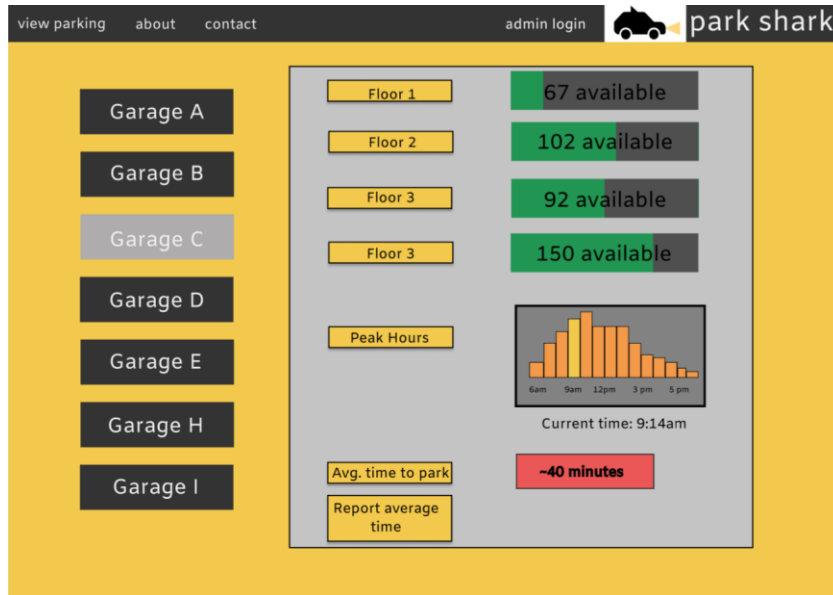 view parking about contact admin login park shark
Garage A
Garage B
Garage C
Garage D
Garage E
Garage H
Garage I
Floor 1 67 available
Floor 2 102 available
Floor 3 92 available
Floor 3 150 available
Peak Hours
6am 9am 12pm 3 pm 5 pm
Current time: 9:14am
Avg. time to park ~40 minutes
Report average
time